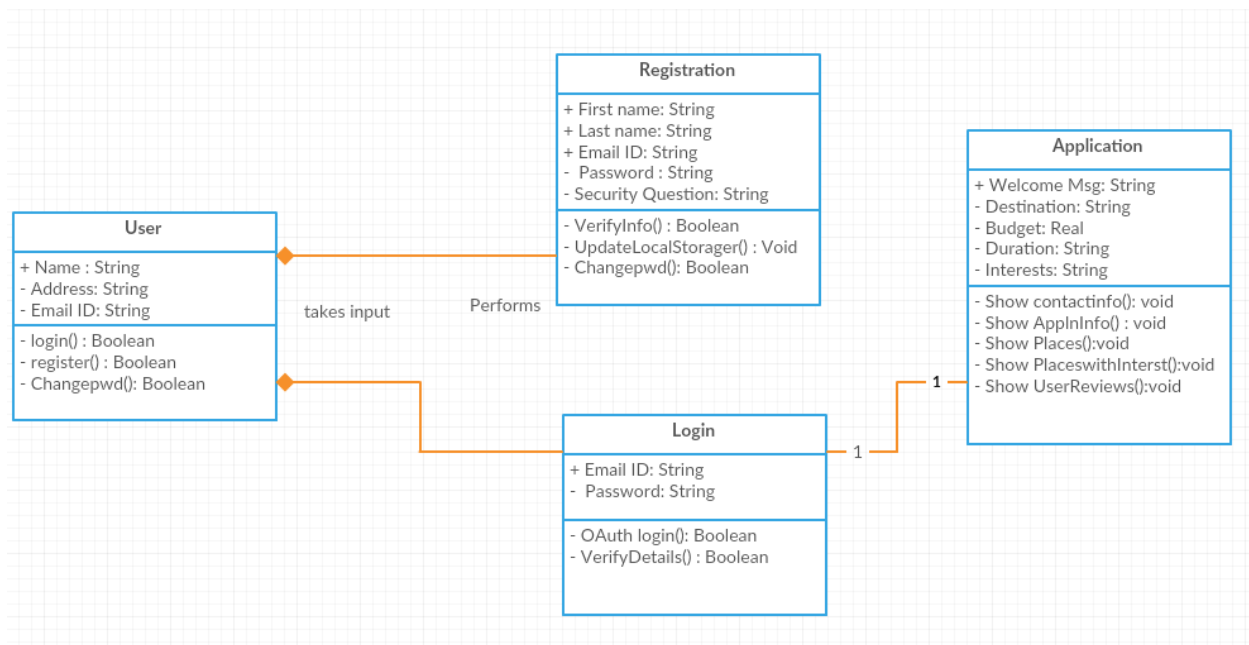 Registration
+ First name: String
+ Last name: String
+ Email ID: String
- Password : String
- Security Question: String
- VerifyInfo() : Boolean
- UpdateLocalStorager() : Void
- Changepwd(): Boolean
Application
+ Welcome Msg: String
- Destination: String
- Budget: Real
- Duration: String
- Interests: String
- Show contactinfo(): void
- Show ApplnInfo() : void
- Show Places():void
- Show PlaceswithInterst():void
- Show UserReviews():void
User
+ Name : String
- Address: String
- Email ID: String
- login() : Boolean
- register() : Boolean
- Changepwd(): Boolean
takes input
Performs
1
1
Login
+ Email ID: String
- Password: String
- OAuth login(): Boolean
- VerifyDetails() : Boolean